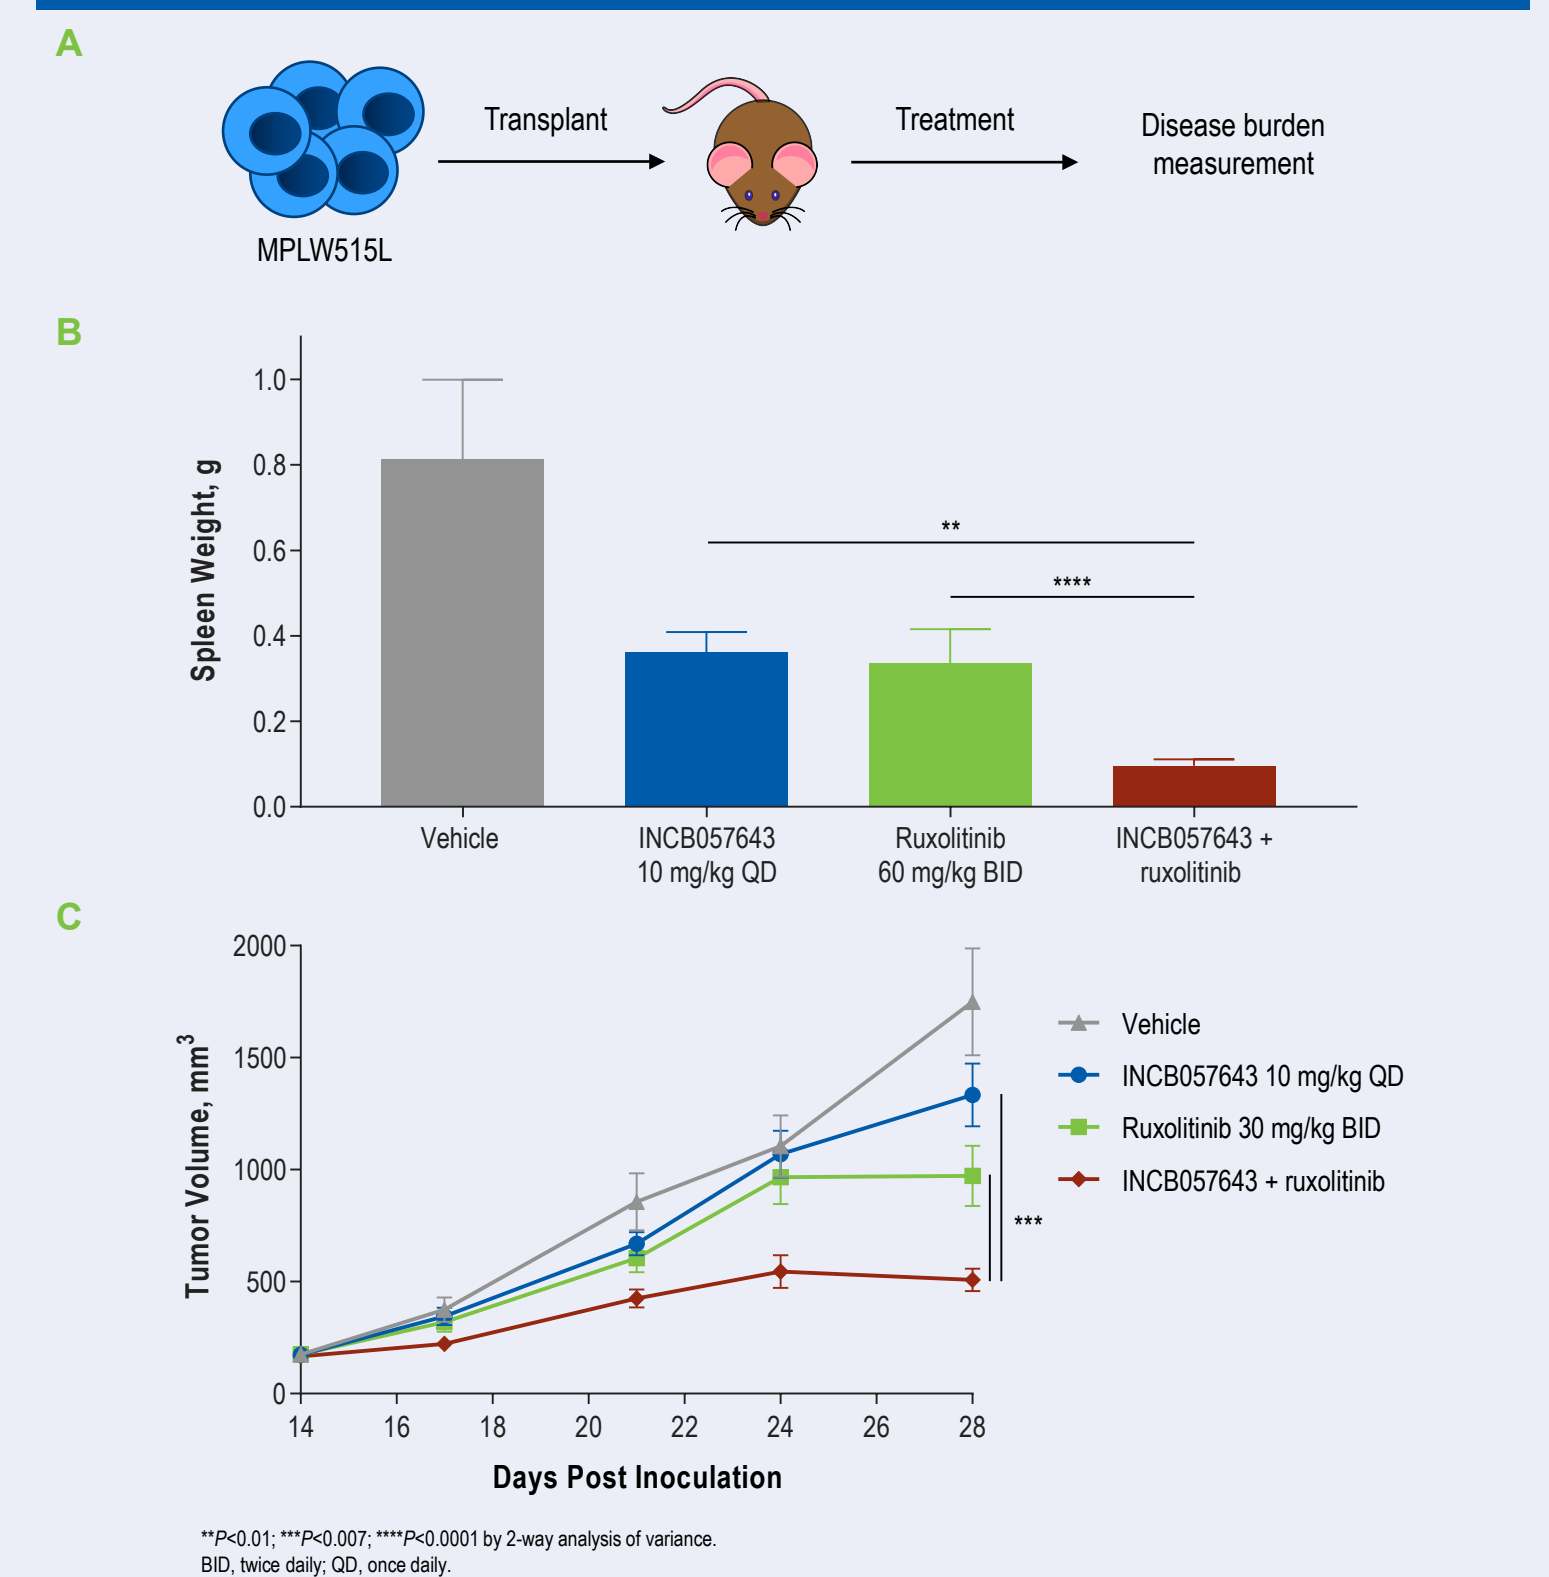 A
Transplant
Treatment
Disease burden
measurement
MPLW515L
B
Spleen Weight, g
1.0
0.8
0.6
0.4
0.2
0.0
**
****
Vehicle
INCB057643
10 mg/kg QD
Ruxolitinib
60 mg/kg BID
INCB057643 +
ruxolitinib
C
Tumor Volume, mm³
2000
1500
1000
500
0
14 16 18 20 22 24 26 28
Days Post Inoculation
Vehicle
INCB057643 10 mg/kg QD
Ruxolitinib 30 mg/kg BID
INCB057643 + ruxolitinib
***
**P<0.01; ***P<0.007; ****P<0.0001 by 2-way analysis of variance.
BID, twice daily; QD, once daily.